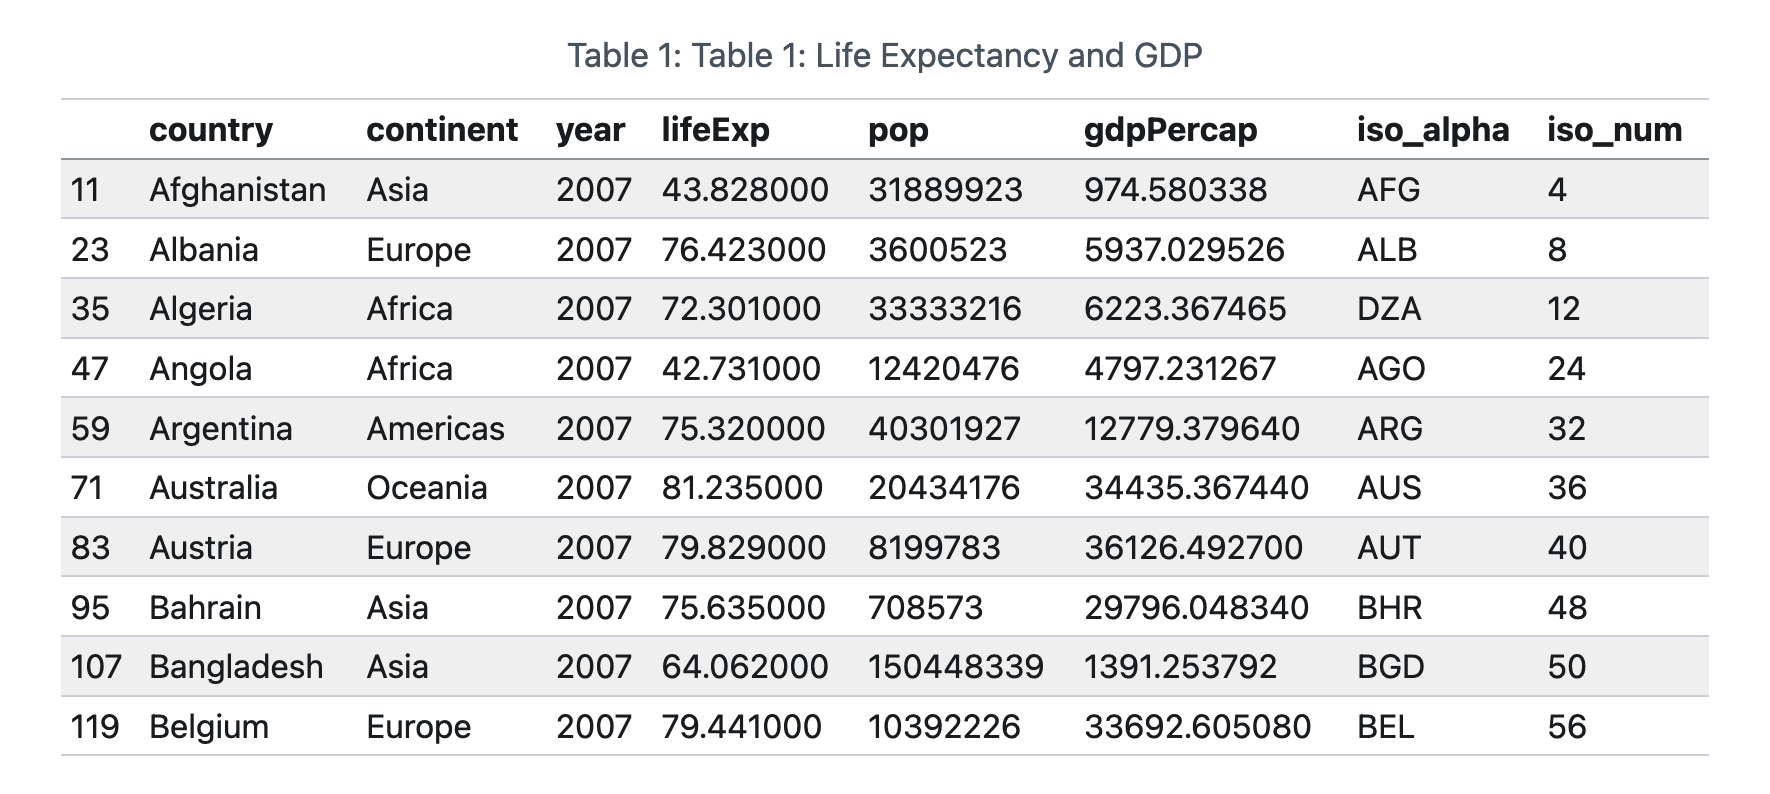 Table 1: Table 1: Life Expectancy and GDP
country continent year lifeExp pop gdpPercap iso_alpha iso_num
11 Afghanistan Asia 2007 43.828000 31889923 974.580338 AFG 4
23 Albania Europe 2007 76.423000 3600523 5937.029526 ALB 8
35 Algeria Africa 2007 72.301000 33333216 6223.367465 DZA 12
47 Angola Africa 2007 42.731000 12420476 4797.231267 AGO 24
59 Argentina Americas 2007 75.320000 40301927 12779.379640 ARG 32
71 Australia Oceania 2007 81.235000 20434176 34435.367440 AUS 36
83 Austria Europe 2007 79.829000 8199783 36126.492700 AUT 40
95 Bahrain Asia 2007 75.635000 708573 29796.048340 BHR 48
107 Bangladesh Asia 2007 64.062000 150448339 1391.253792 BGD 50
119 Belgium Europe 2007 79.441000 10392226 33692.605080 BEL 56